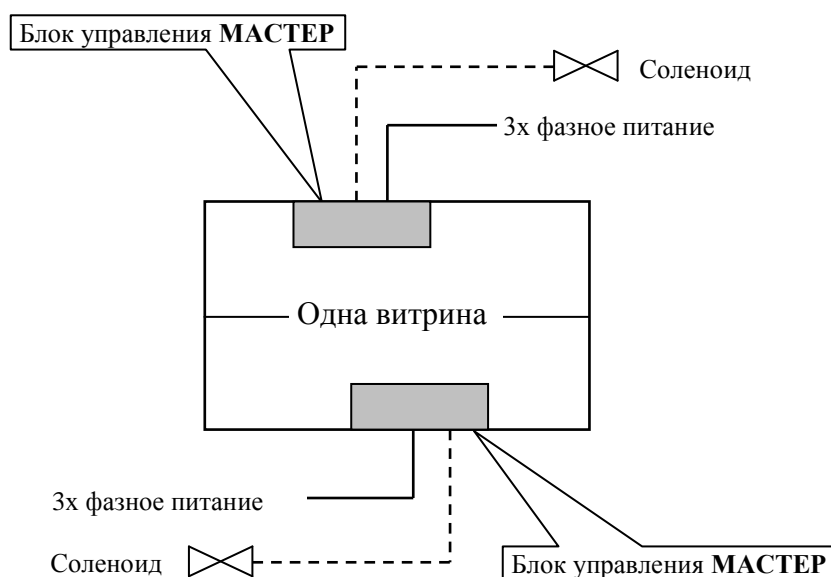 Блок управления МАСТЕР
Соленоид
3х фазное питание
Одна витрина
3х фазное питание
Соленоид
Блок управления МАСТЕР